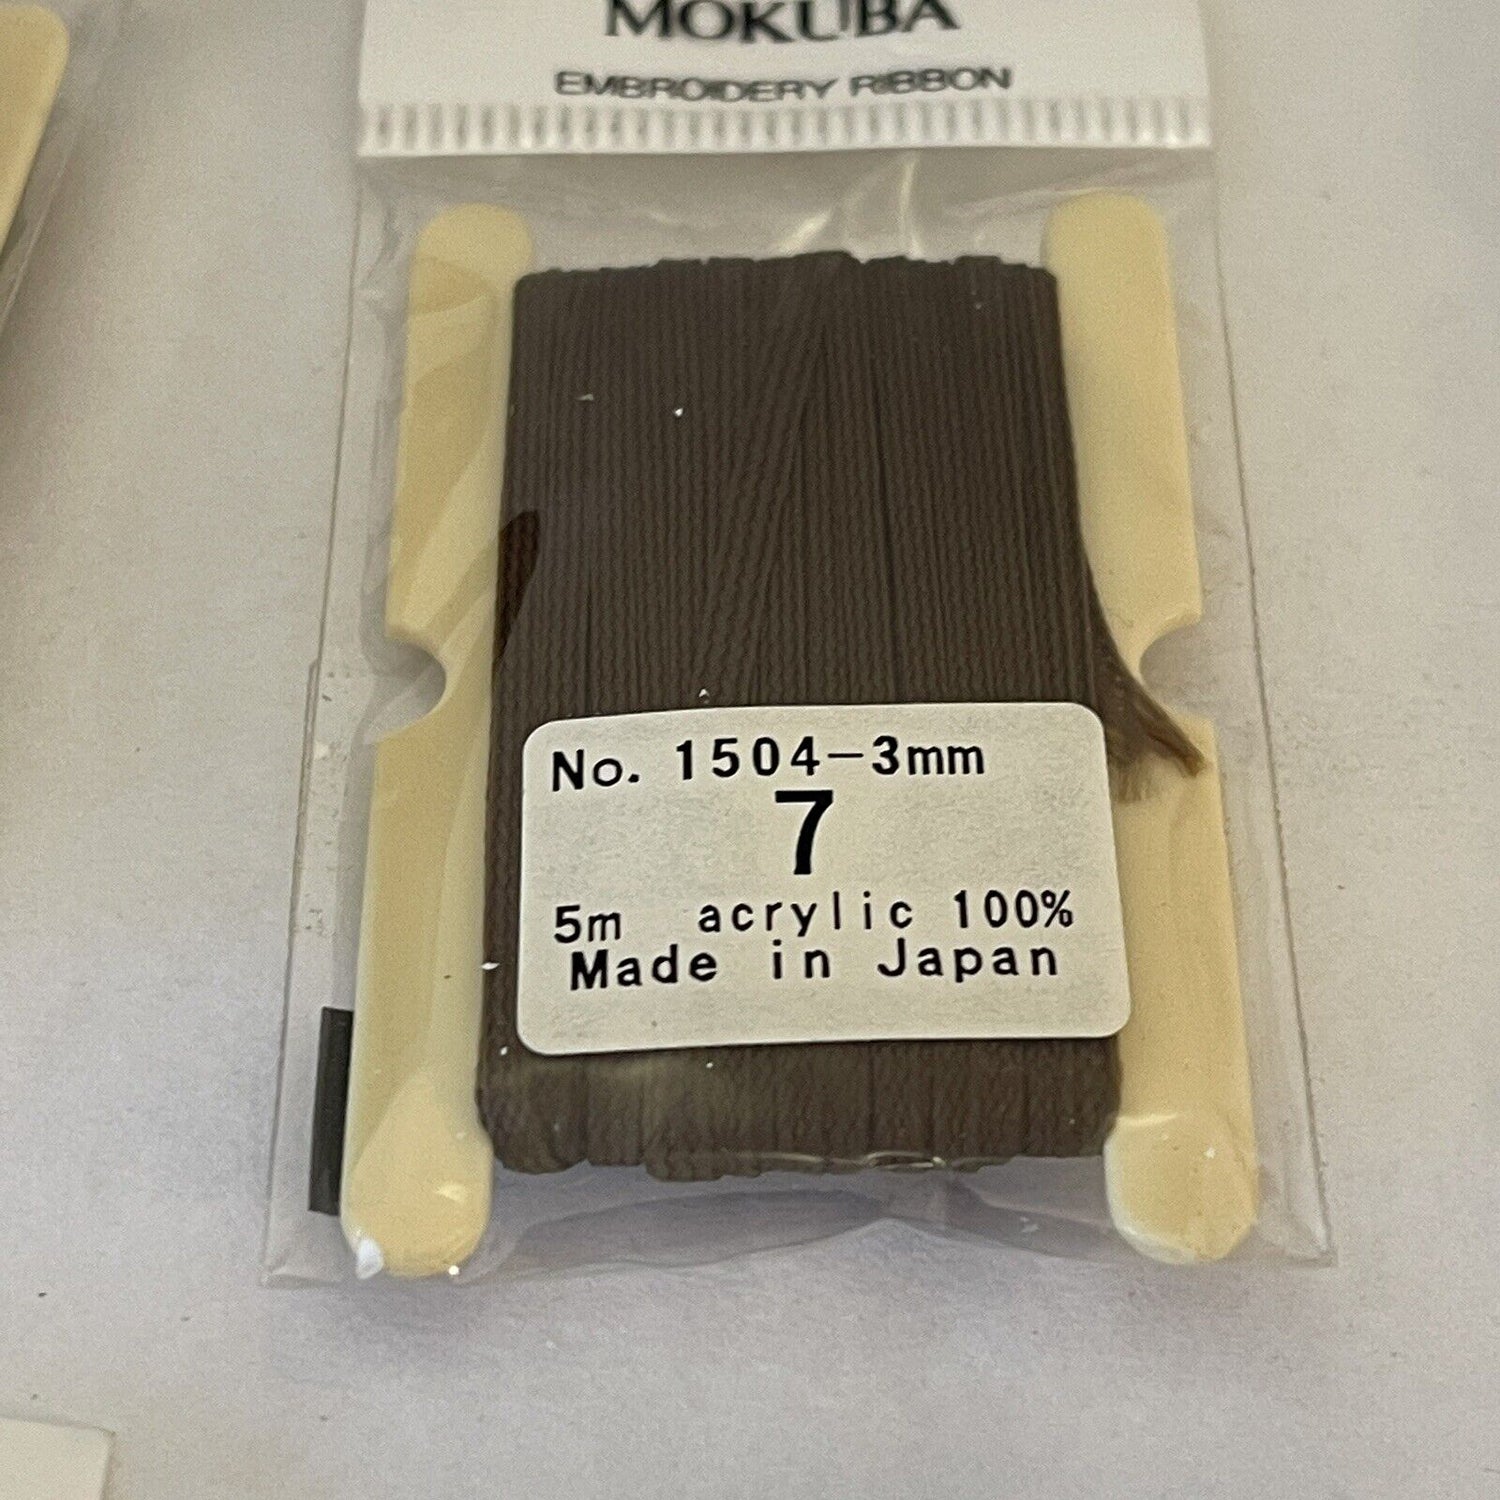 MOKUBA
EMBROIDERY RIBBON
No. 1504-3mm
7
5m acrylic 100%
Made in Japan